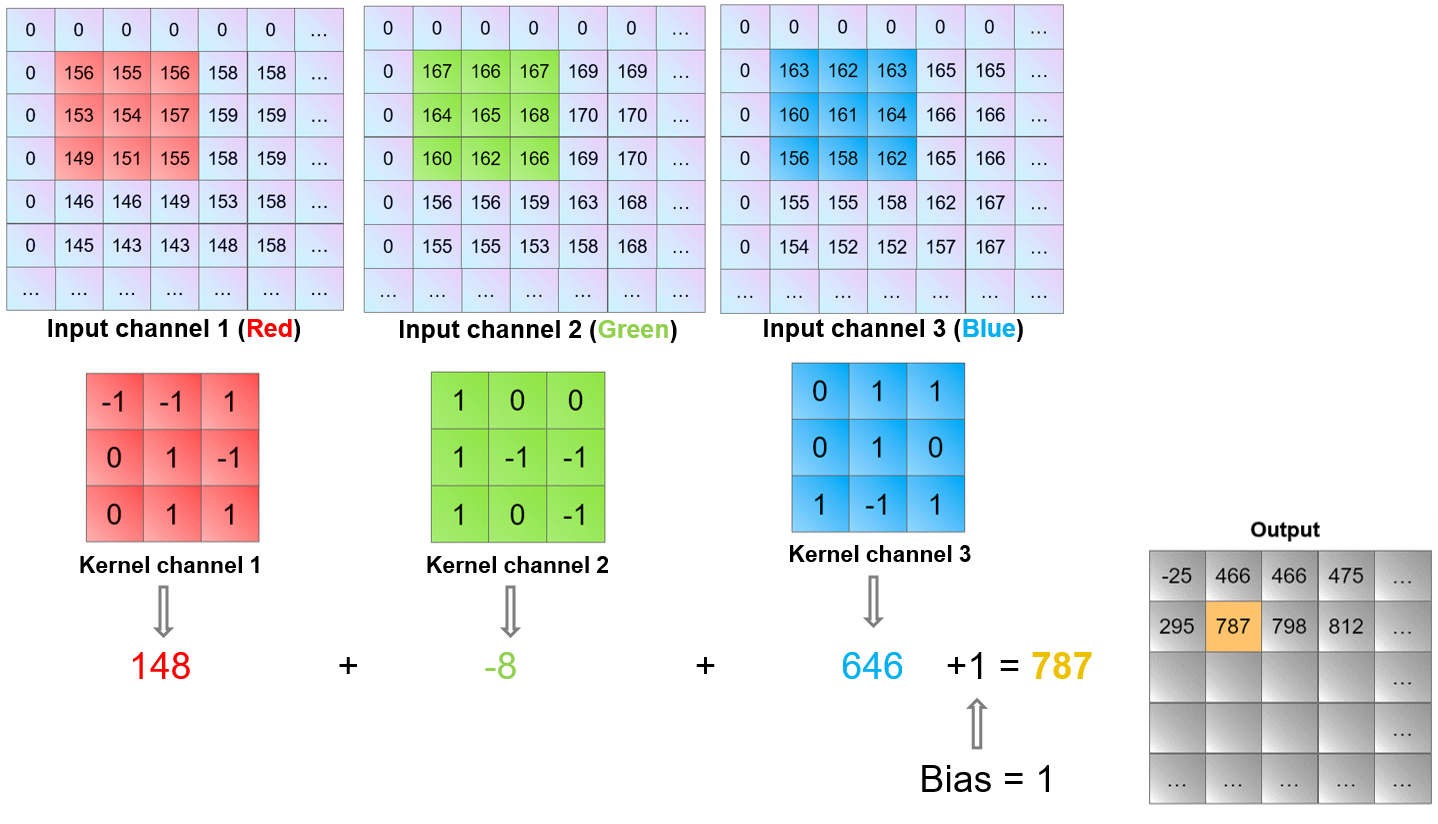 0 0 0 0 0 0 …
0 156 155 156 158 158 …
0 153 154 157 159 159 …
0 149 151 155 158 159 …
0 146 146 149 153 158 …
0 145 143 143 148 158 …
… … … … … … …
Input channel 1 (Red)
0 0 0 0 0 0 …
0 167 166 167 169 169 …
0 164 165 168 170 170 …
0 160 162 166 169 170 …
0 156 156 159 163 168 …
0 155 155 153 158 168 …
… … … … … … …
Input channel 2 (Green)
0 0 0 0 0 0 …
0 163 162 163 165 165 …
0 160 161 164 166 166 …
0 156 158 162 165 166 …
0 155 155 158 162 167 …
0 154 152 152 157 167 …
… … … … … … …
Input channel 3 (Blue)
-1 -1 1
0 1 -1
0 1 1
Kernel channel 1
1 0 0
1 -1 -1
1 0 -1
Kernel channel 2
0 1 1
0 1 0
1 -1 1
Kernel channel 3
148 + -8 + 646 +1 = 787
Bias = 1
Output
-25 466 466 475 …
295 787 798 812 …
…
…
… … … … …